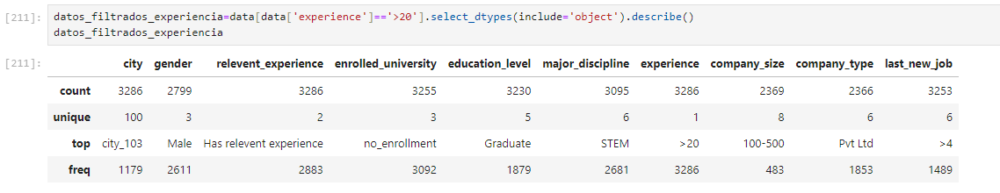 [211]: datos_filtrados_experiencia=data[data['experience']=='>20'].select_dtypes(include='object').describe()
datos_filtrados_experiencia
[211]: city gender relevent_experience enrolled_university education_level major_discipline experience company_size company_type last_new_job
count 3286 2799 3286 3255 3230 3095 3286 2369 2366 3253
unique 100 3 2 3 5 6 1 8 6 6
top city_103 Male Has relevent experience no_enrollment Graduate STEM >20 100-500 Pvt Ltd >4
freq 1179 2611 2883 3092 1879 2681 3286 483 1853 1489